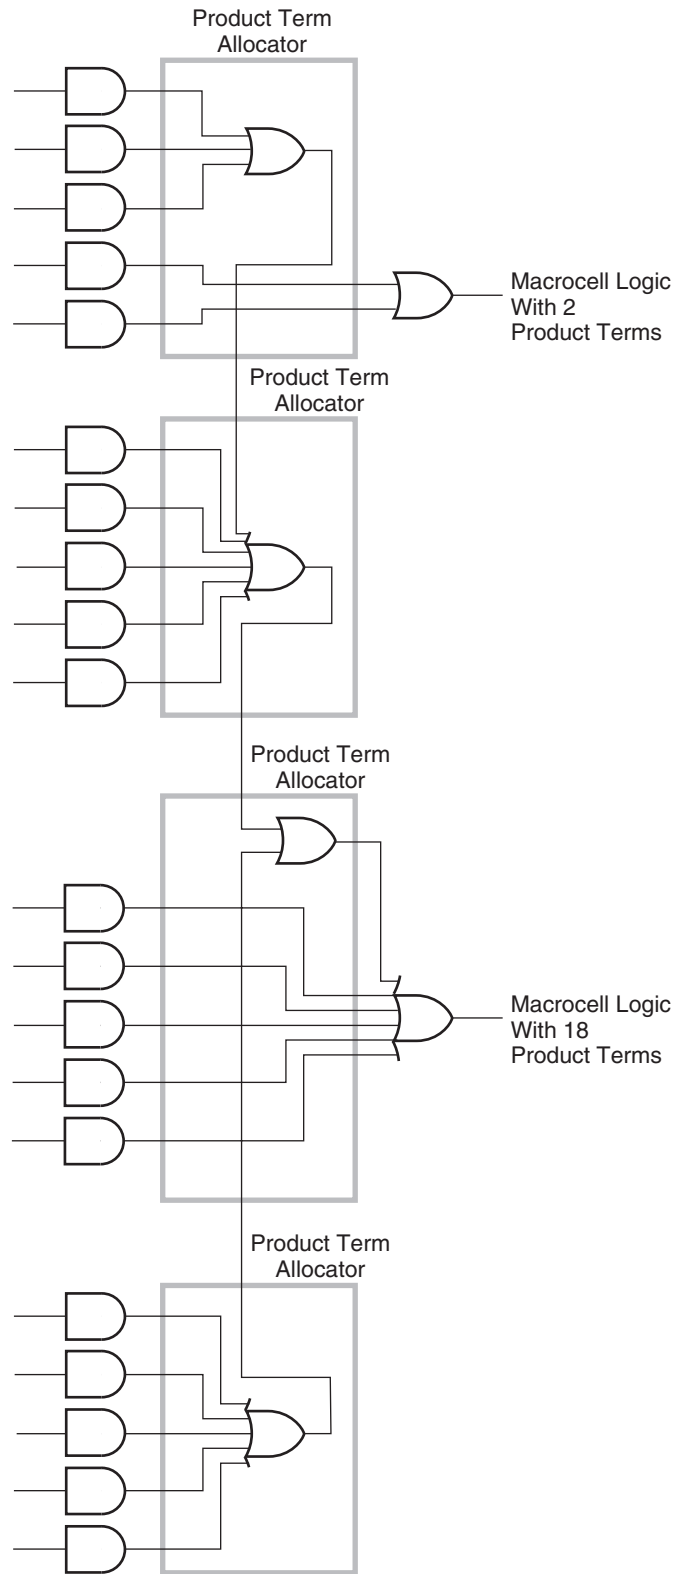 Product Term
Allocator
Macrocell Logic
With 2
Product Terms
Product Term
Allocator
Product Term
Allocator
Macrocell Logic
With 18
Product Terms
Product Term
Allocator